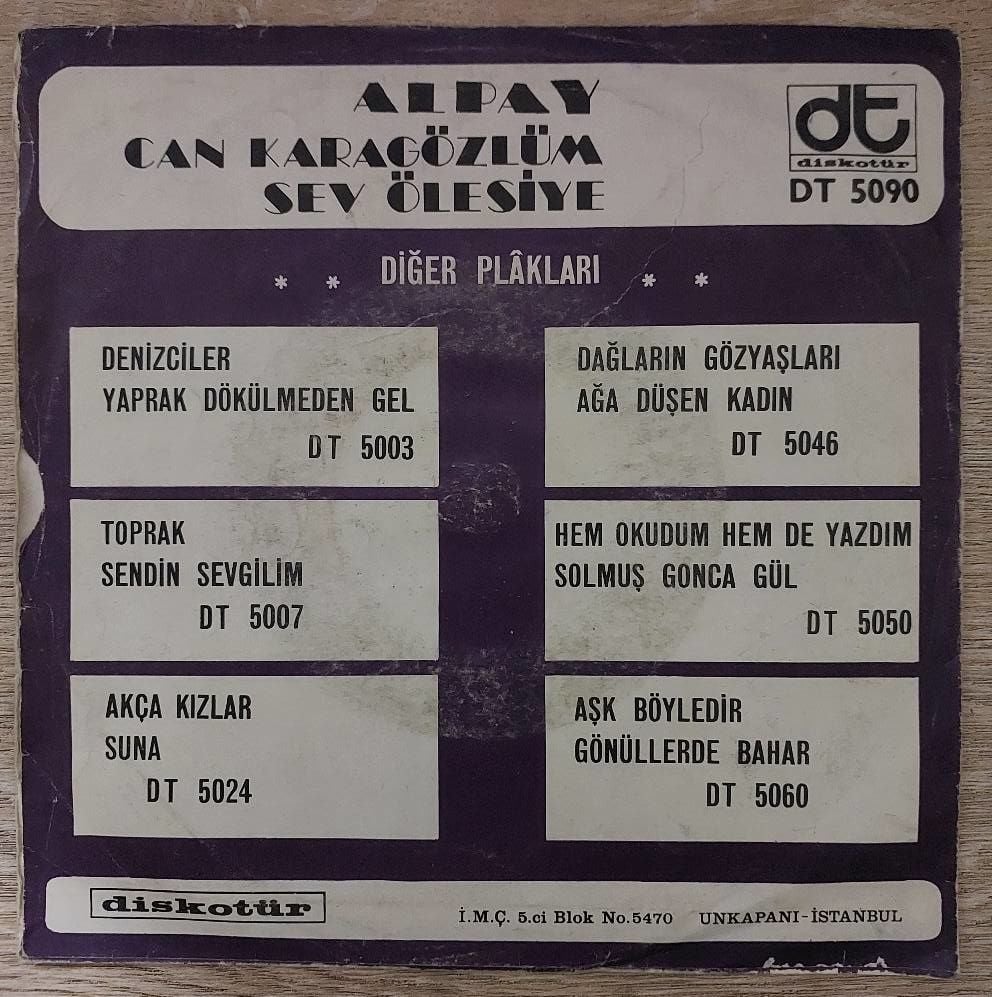 ALPAY
CAN KARAGÖZLÜM
SEV ÖLESİYE
dt
diskotür
DT 5090
* * DİĞER PLÂKLARI * *
DENİZCİLER
YAPRAK DÖKÜLMEDEN GEL
DT 5003
DAĞLARIN GÖZYAŞLARI
AĞA DÜŞEN KADIN
DT 5046
TOPRAK
SENDİN SEVGİLİM
DT 5007
HEM OKUDUM HEM DE YAZDIM
SOLMUŞ GONCA GÜL
DT 5050
AKÇA KIZLAR
SUNA
DT 5024
AŞK BÖYLEDİR
GÖNÜLLERDE BAHAR
DT 5060
diskotür
İ.M.Ç. 5.ci Blok No.5470 UNKAPANI-İSTANBUL